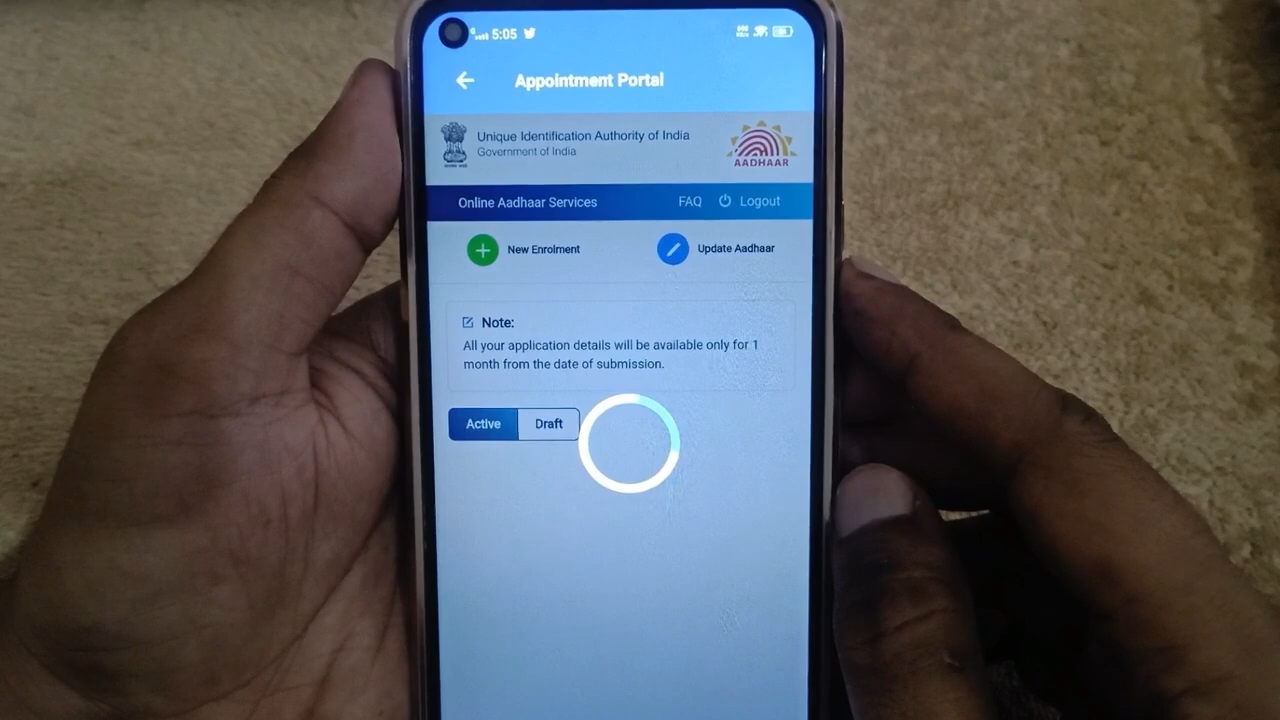 5:05
Appointment Portal
Unique Identification Authority of India
Government of India
AADHAAR
Online Aadhaar Services FAQ Logout
New Enrolment Update Aadhaar
Note:
All your application details will be available only for 1
month from the date of submission.
Active Draft